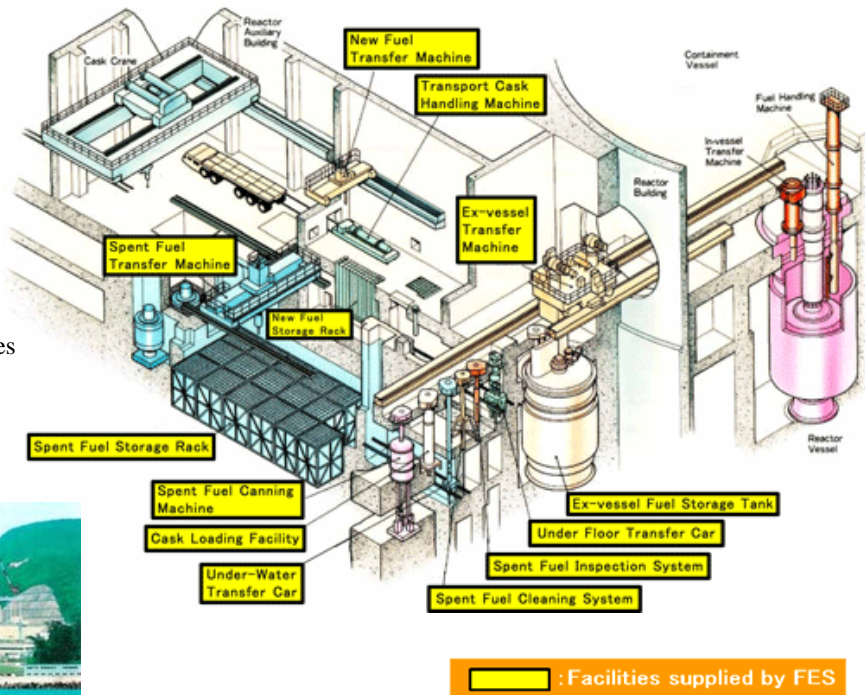 Reactor
Auxiliary
Building
Cask Crane
New Fuel
Transfer Machine
Transport Cask
Handling Machine
Containment
Vessel
Fuel Handling
Machine
In-vessel
Transfer
Machine
Reactor
Building
Ex-vessel
Transfer
Machine
Spent Fuel
Transfer Machine
New Fuel
Storage Rack
es
Spent Fuel Storage Rack
Reactor
Vessel
Spent Fuel Canning
Machine
Ex-vessel Fuel Storage Tank
Cask Loading Facility
Under Floor Transfer Car
Under-Water
Transfer Car
Spent Fuel Inspection System
Spent Fuel Cleaning System
: Facilities supplied by FES